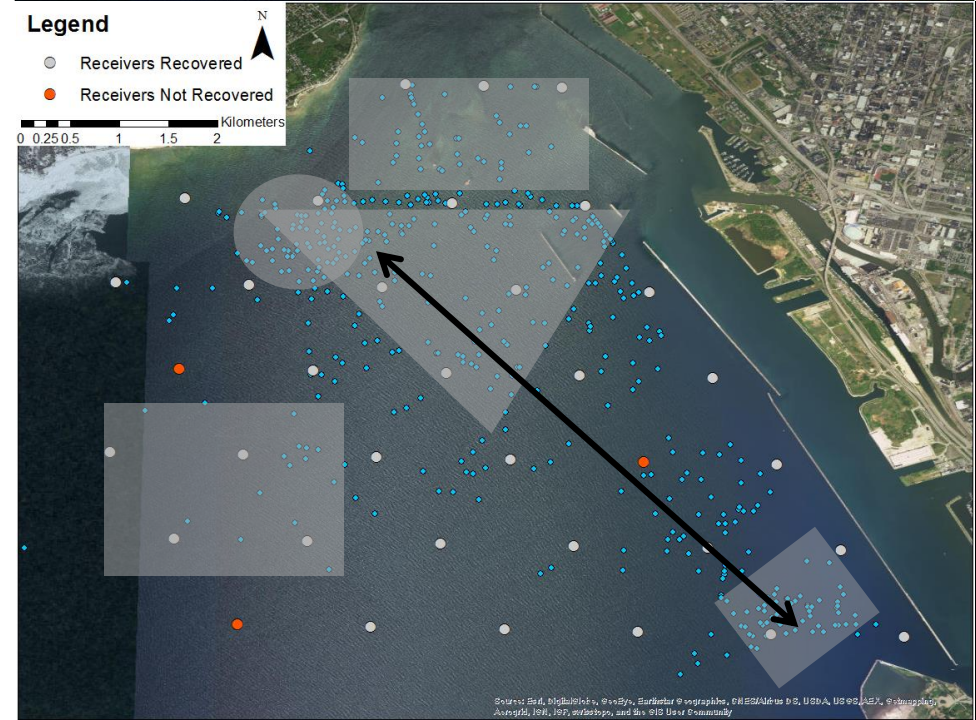 Legend
N
Receivers Recovered
Receivers Not Recovered
Kilometers
0 0.25 0.5 1 1.5 2
Source: Esri, DigitalGlobe, GeoEye, Earthstar Geographics, CNES/Airbus DS, USDA, USGS, AEX, Getmapping,
Aerogrid, IGN, IGP, swisstopo, and the GIS User Community